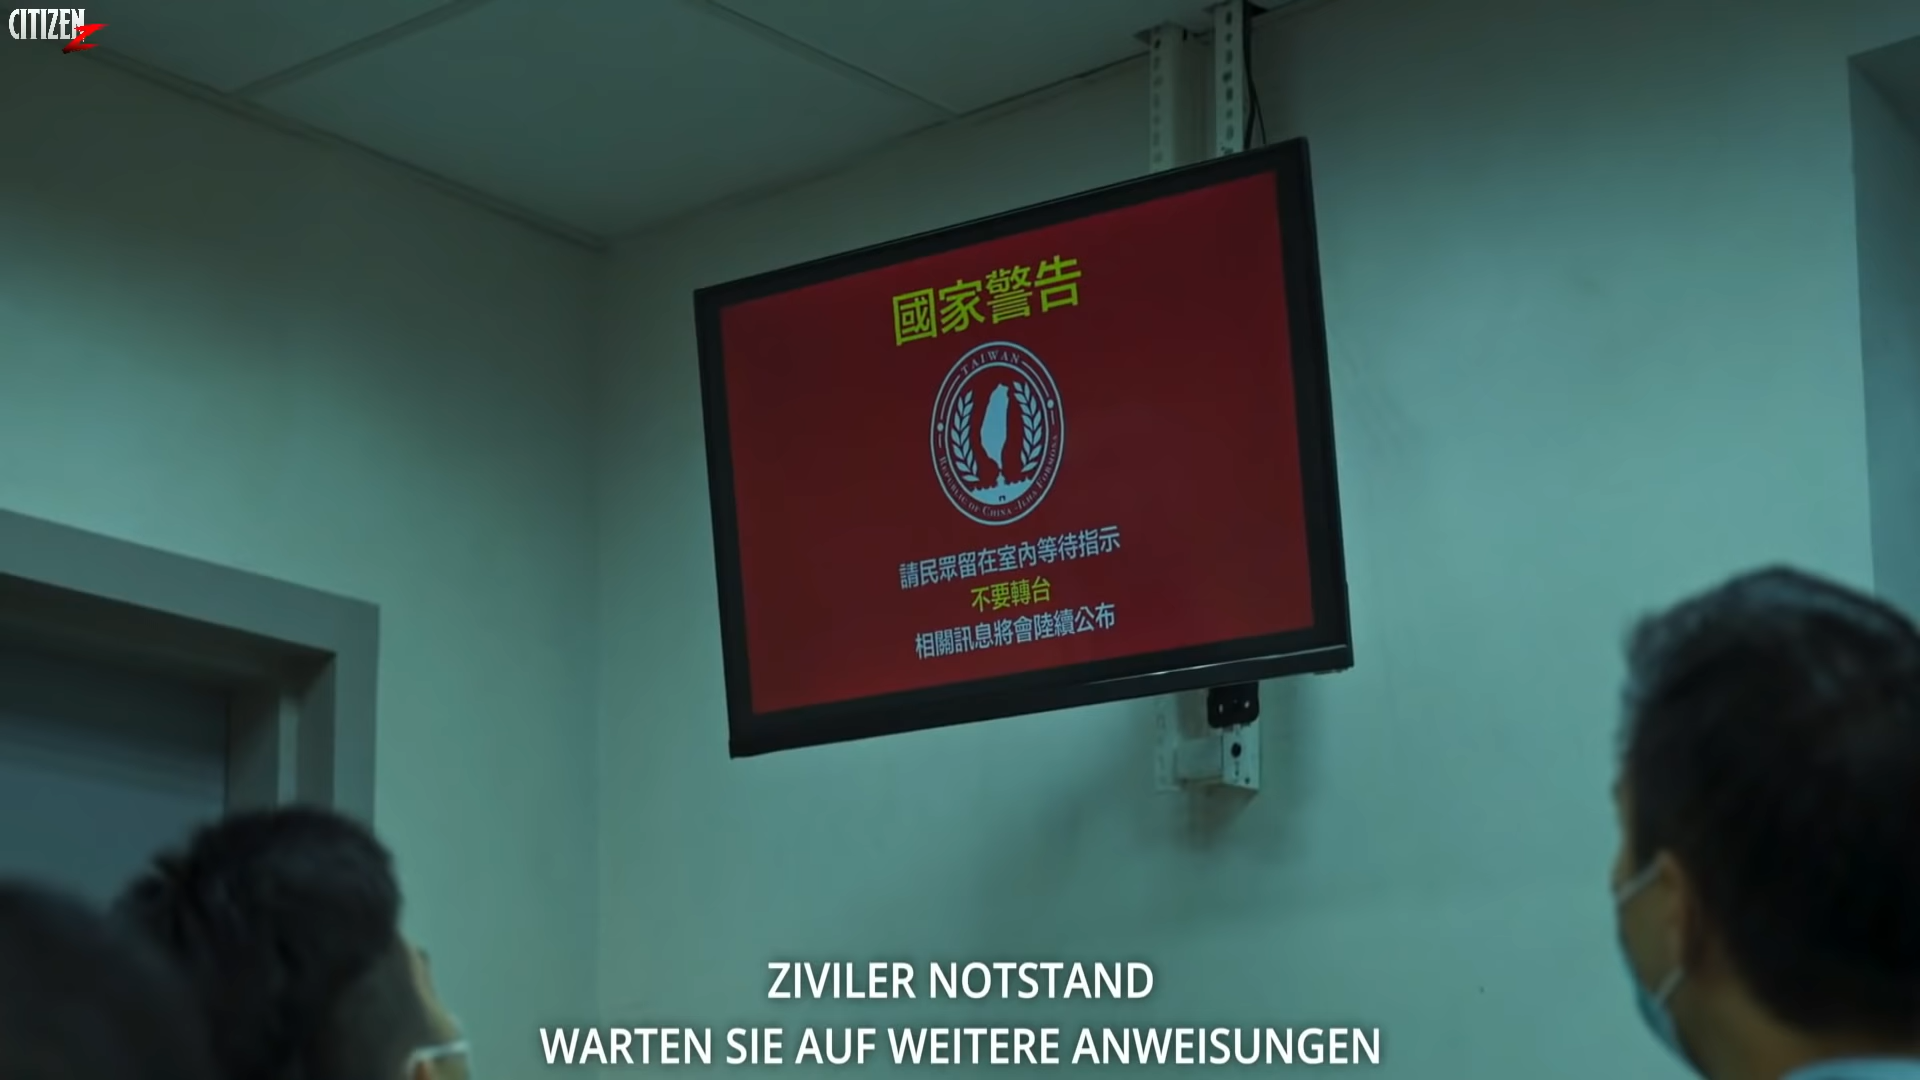 CITIZEN Z
國家警告
TAIWAN
REPUBLIC OF CHINA - ILHA FORMOSA
請民眾留在室內等待指示
不要轉台
相關訊息將會陸續公布
ZIVILER NOTSTAND
WARTEN SIE AUF WEITERE ANWEISUNGEN